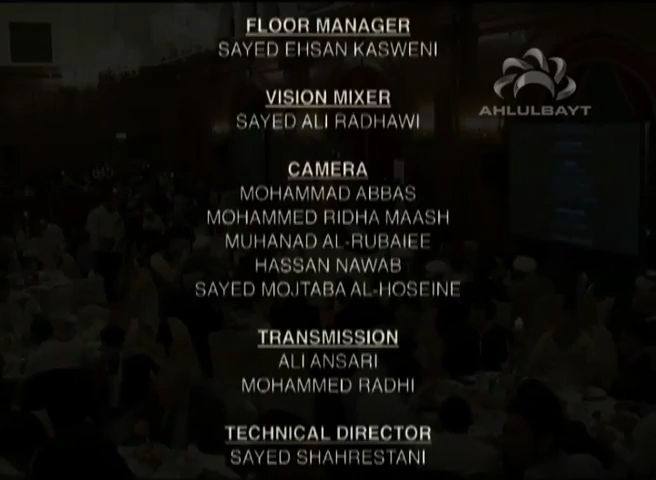 FLOOR MANAGER
SAYED EHSAN KASWENI
VISION MIXER
SAYED ALI RADHAWI
AHLULBAYT
CAMERA
MOHAMMAD ABBAS
MOHAMMED RIDHA MAASH
MUHANAD AL-RUBAIEE
HASSAN NAWAB
SAYED MOJTABA AL-HOSEINE
TRANSMISSION
ALI ANSARI
MOHAMMED RADHI
TECHNICAL DIRECTOR
SAYED SHAHRESTANI